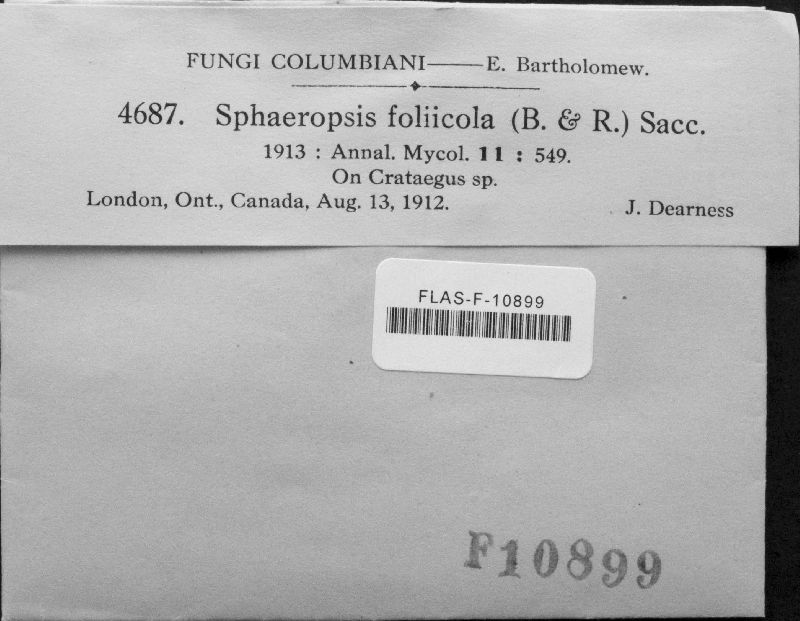 FUNGI COLUMBIANI——E. Bartholomew.
4687. Sphaeropsis foliicola (B. & R.) Sacc.
1913 : Annal. Mycol. 11 : 549.
On Crataegus sp.
London, Ont., Canada, Aug. 13, 1912.
J. Dearness
FLAS-F-10899
F10899